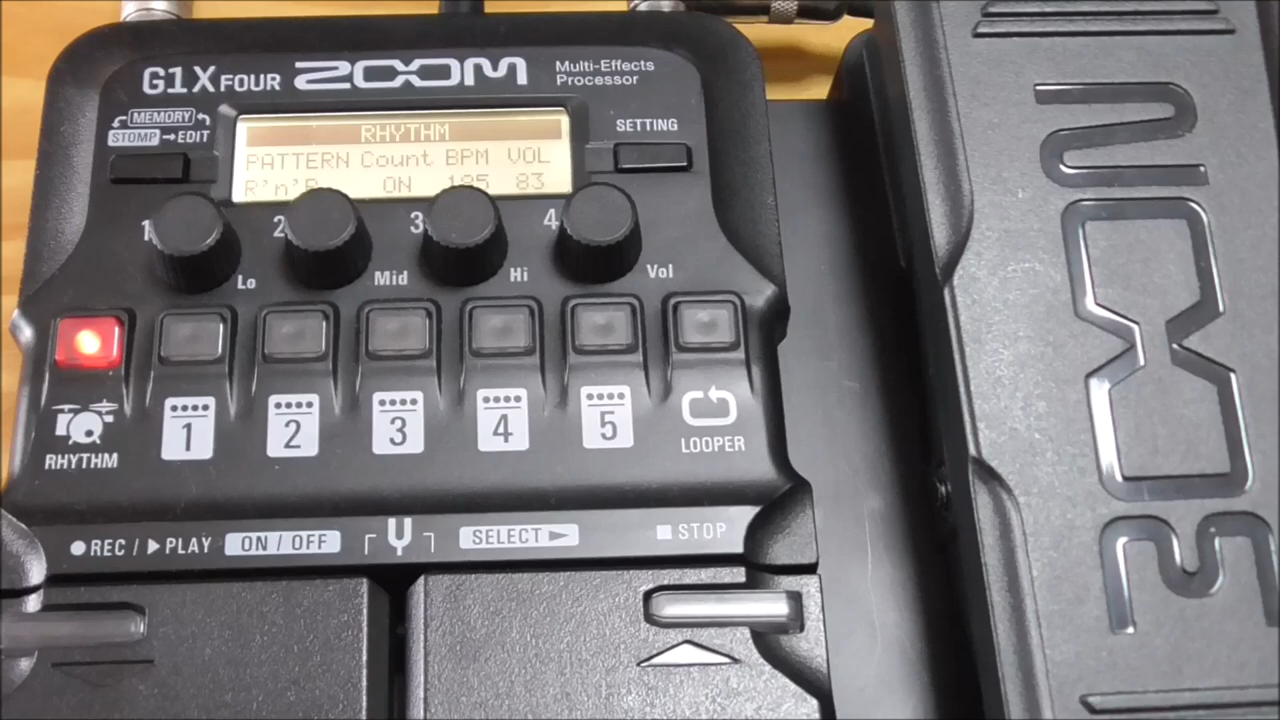 G1X FOUR ZOOM Multi-Effects Processor
MEMORY
STOMP → EDIT
SETTING
RHYTHM
PATTERN Count BPM VOL
ON 83
1 2 3 4
Lo Mid Hi Vol
1 2 3 4 5
RHYTHM
LOOPER
REC / PLAY ON / OFF SELECT STOP
ZOOM